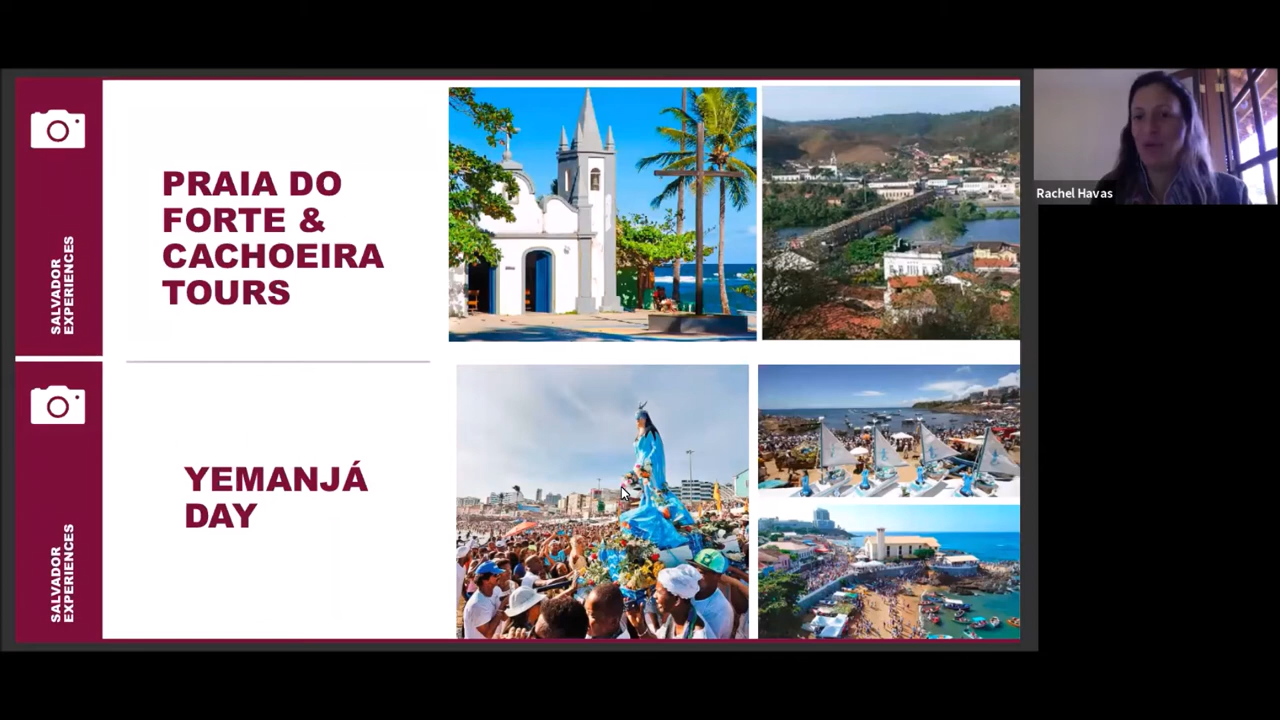 SALVADOR
EXPERIENCES
PRAIA DO
FORTE &
CACHOEIRA
TOURS
SALVADOR
EXPERIENCES
YEMANJÁ
DAY
Rachel Havas